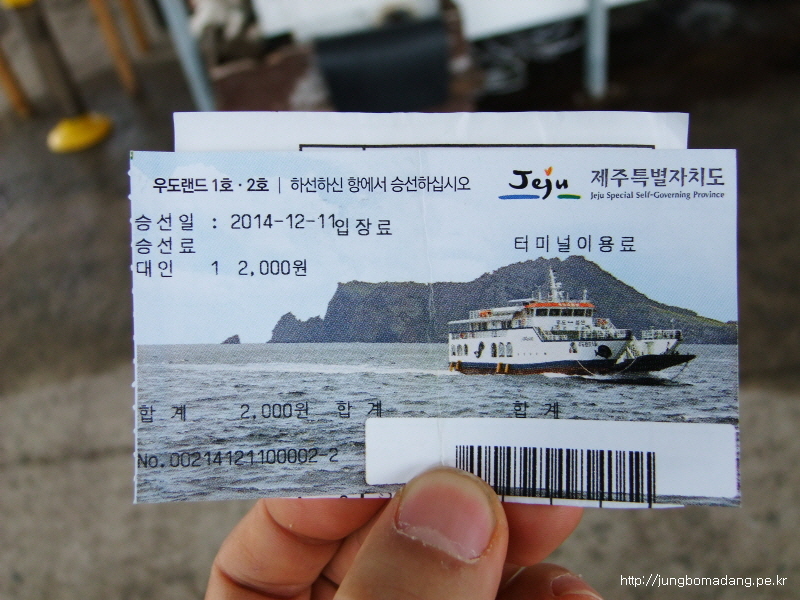 우도랜드 1호·2호 | 하선하신 항에서 승선하십시오
Jeju 제주특별자치도
Jeju Special Self-Governing Province
승선일 : 2014-12-11 입장료
승선료 터미널이용료
대인 1 2,000원
합계 2,000원 합계 합계
No.00214121100002-2
http://jungbomadang.pe.kr